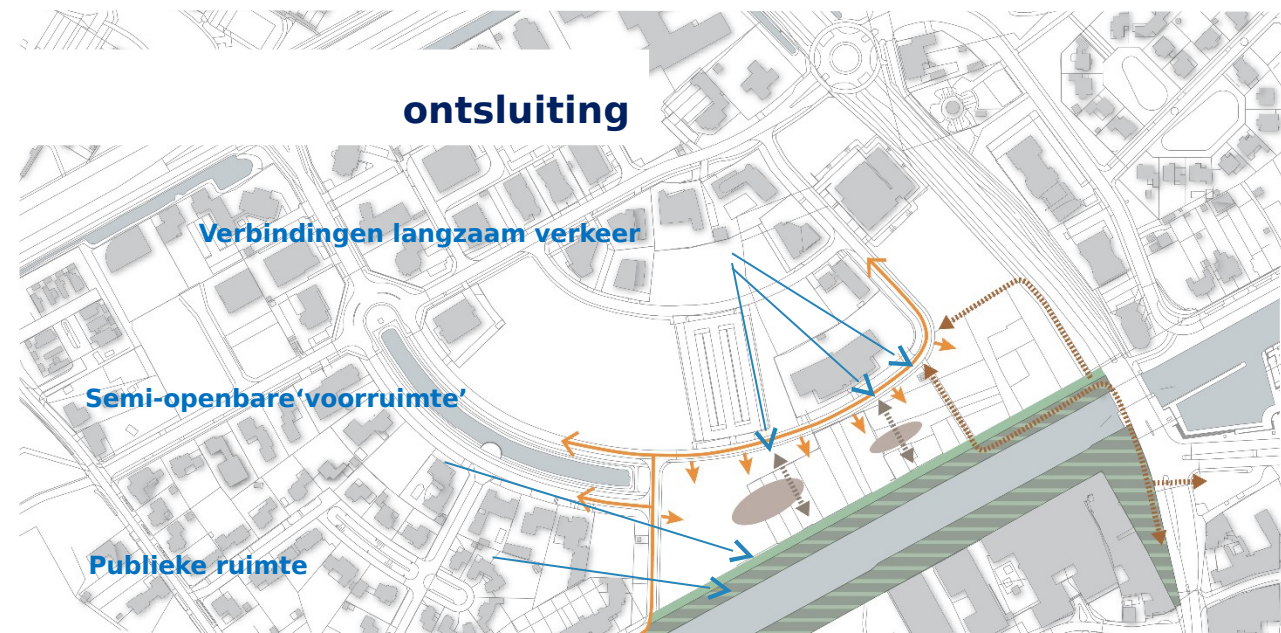 ontsluiting
Verbindingen langzaam verkeer
Semi-openbare‘voorruimte’
Publieke ruimte